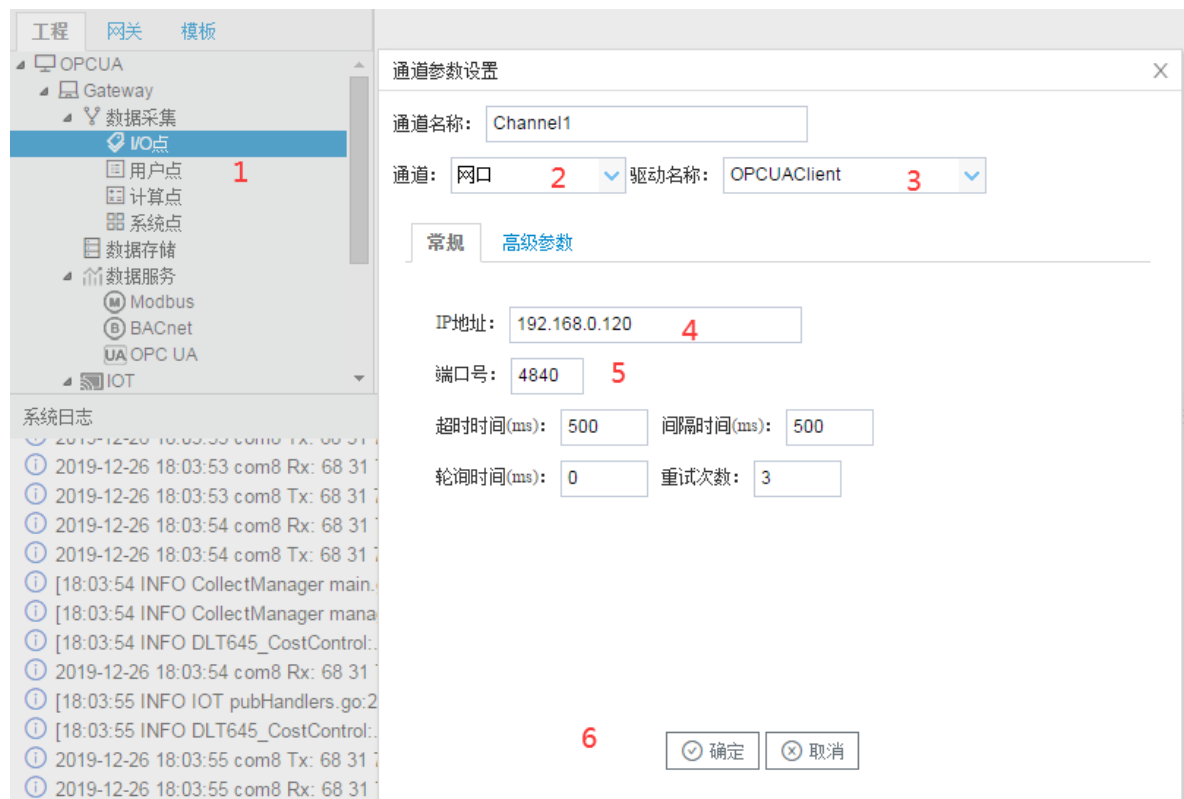 工程 网关 模板
OPCUA
Gateway
数据采集
I/O点
用户点 1
计算点
系统点
数据存储
数据服务
M Modbus
B BACnet
UA OPC UA
IOT
系统日志
2019-12-26 18:03:53 com8 Tx: 68 31
2019-12-26 18:03:53 com8 Rx: 68 31
2019-12-26 18:03:53 com8 Tx: 68 31
2019-12-26 18:03:54 com8 Rx: 68 31
2019-12-26 18:03:54 com8 Tx: 68 31
[18:03:54 INFO CollectManager main.
[18:03:54 INFO CollectManager mana
[18:03:54 INFO DLT645_CostControl:.
2019-12-26 18:03:54 com8 Rx: 68 31
[18:03:55 INFO IOT pubHandlers.go:2
[18:03:55 INFO DLT645_CostControl:.
2019-12-26 18:03:55 com8 Tx: 68 31
2019-12-26 18:03:55 com8 Rx: 68 31
通道参数设置
通道名称: Channel1
通道: 网口 2 驱动名称: OPCUAClient 3
常规 高级参数
IP地址: 192.168.0.120 4
端口号: 4840 5
超时时间(ms): 500 间隔时间(ms): 500
轮询时间(ms): 0 重试次数: 3
6 确定 取消